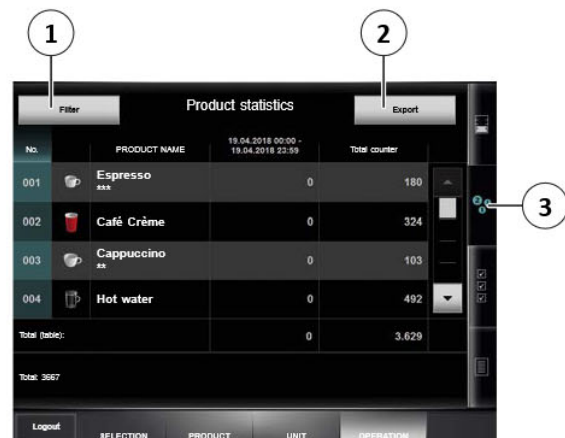 1
2
Filter
Product statistics
Export
No.
PRODUCT NAME
19.04.2018 00:00 -
19.04.2018 23:59
Total counter
001 Espresso 0 180
***
002 Café Crème 0 324
003 Cappuccino 0 103
**
004 Hot water 0 492
3
Total (table): 0 3.629
Total: 3667
Logout
SELECTION PRODUCT UNIT OPERATION